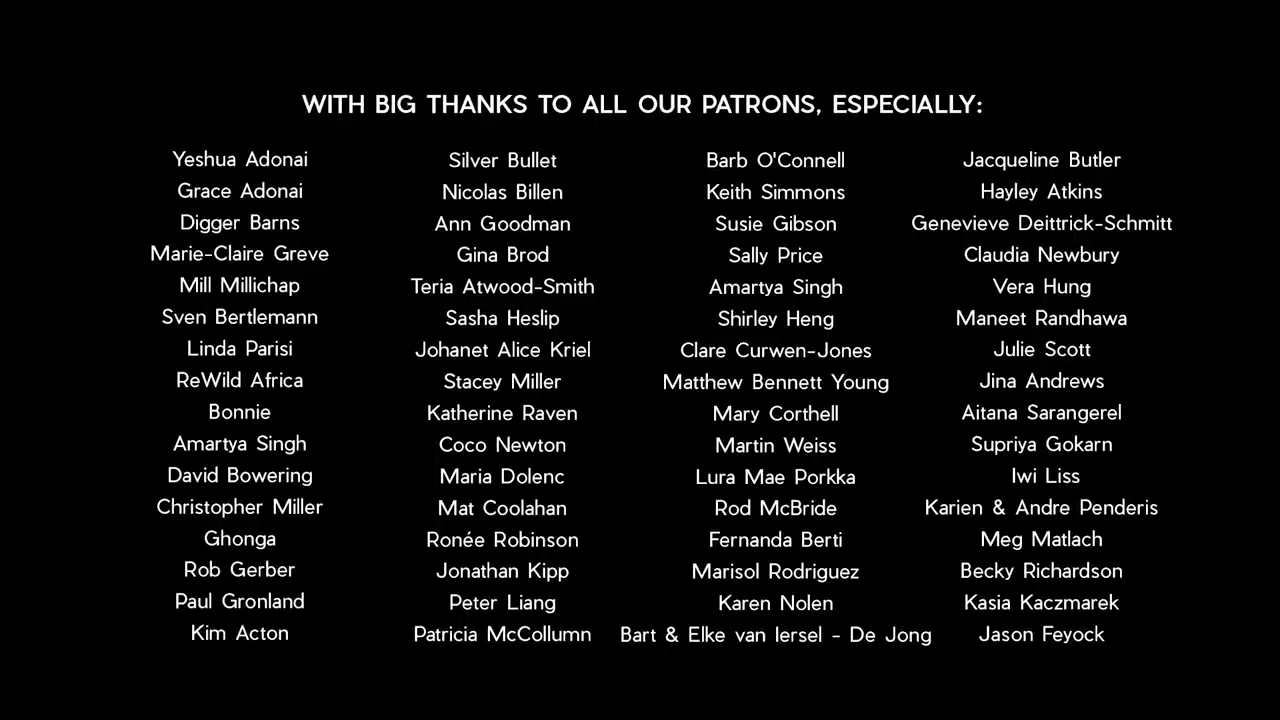 WITH BIG THANKS TO ALL OUR PATRONS, ESPECIALLY:
Yeshua Adonai
Grace Adonai
Digger Barns
Marie-Claire Greve
Mill Millichap
Sven Bertlemann
Linda Parisi
ReWild Africa
Bonnie
Amartya Singh
David Bowering
Christopher Miller
Ghonga
Rob Gerber
Paul Gronland
Kim Acton
Silver Bullet
Nicolas Billen
Ann Goodman
Gina Brod
Teria Atwood-Smith
Sasha Heslip
Johanet Alice Kriel
Stacey Miller
Katherine Raven
Coco Newton
Maria Dolenc
Mat Coolahan
Ronée Robinson
Jonathan Kipp
Peter Liang
Patricia McCollumn
Barb O'Connell
Keith Simmons
Susie Gibson
Sally Price
Amartya Singh
Shirley Heng
Clare Curwen-Jones
Matthew Bennett Young
Mary Corthell
Martin Weiss
Lura Mae Porkka
Rod McBride
Fernanda Berti
Marisol Rodriguez
Karen Nolen
Bart & Elke van Iersel - De Jong
Jacqueline Butler
Hayley Atkins
Genevieve Deittrick-Schmitt
Claudia Newbury
Vera Hung
Maneet Randhawa
Julie Scott
Jina Andrews
Aitana Sarangerel
Supriya Gokarn
Iwi Liss
Karien & Andre Penderis
Meg Matlach
Becky Richardson
Kasia Kaczmarek
Jason Feyock